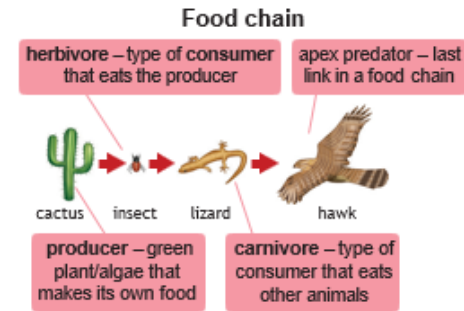 Food chain
herbivore – type of consumer
that eats the producer
apex predator – last
link in a food chain
cactus
insect
lizard
hawk
producer – green
plant/algae that
makes its own food
carnivore – type of
consumer that eats
other animals